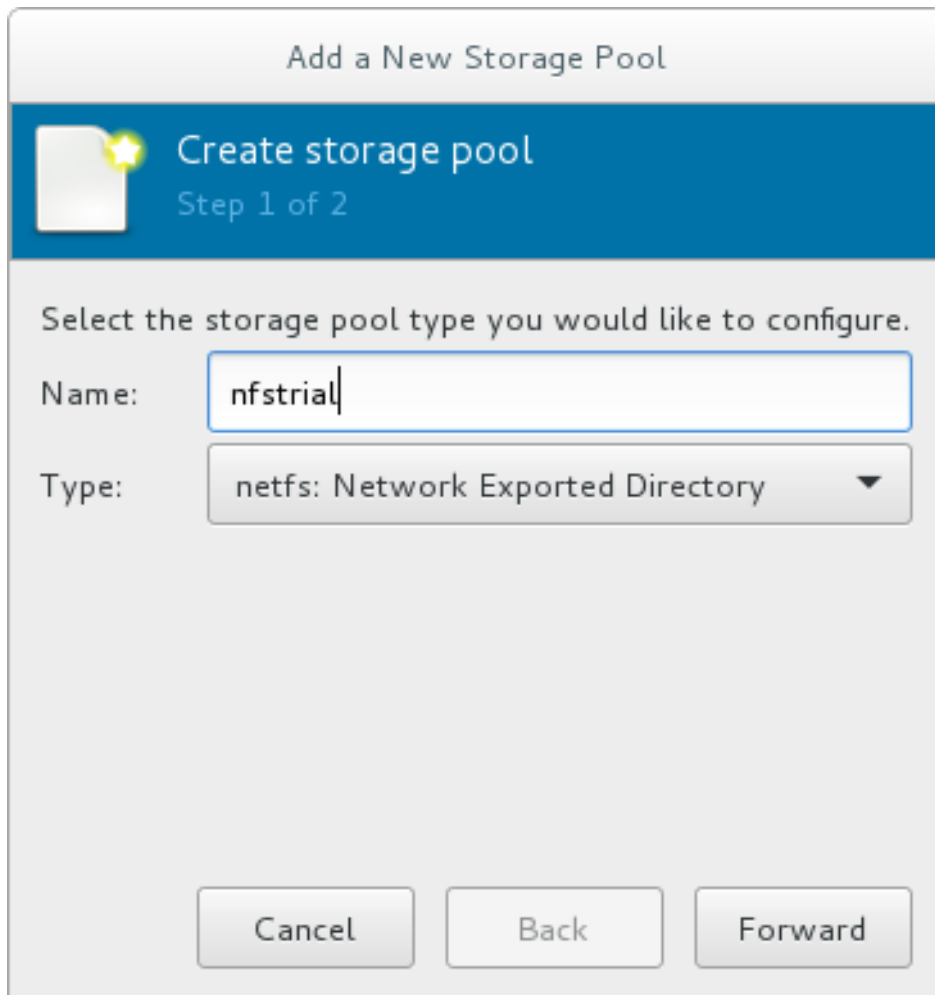 Add a New Storage Pool
Create storage pool
Step 1 of 2
Select the storage pool type you would like to configure.
Name: nfstrial
Type: netfs: Network Exported Directory
Cancel Back Forward